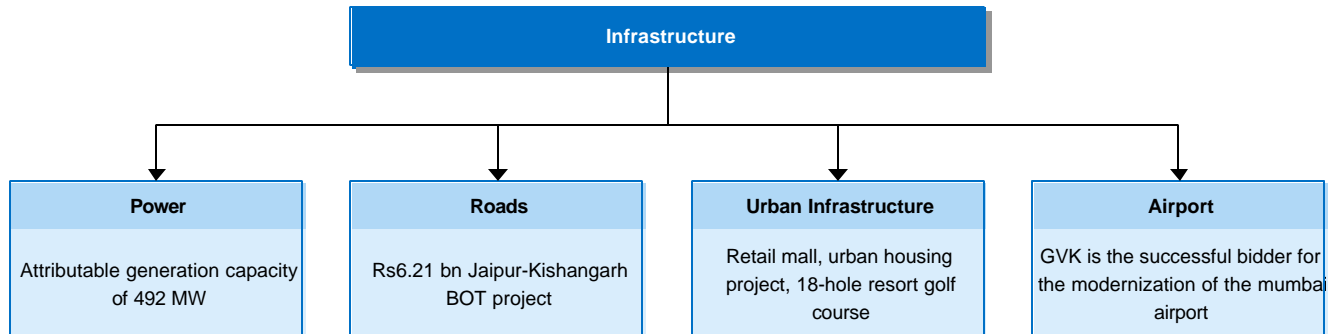 Infrastructure
Power
Attributable generation capacity
of 492 MW
Roads
Rs6.21 bn Jaipur-Kishangarh
BOT project
Urban Infrastructure
Retail mall, urban housing
project, 18-hole resort golf
course
Airport
GVK is the successful bidder for
the modernization of the mumbai
airport